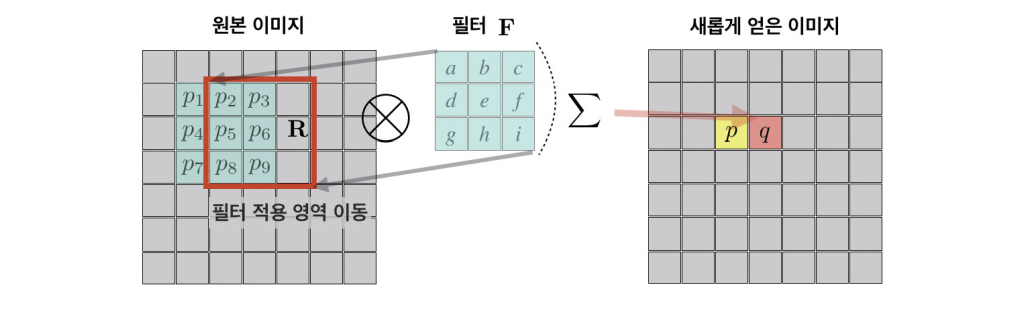 원본 이미지
필터 F
새롭게 얻은 이미지
p₁ p₂ p₃
p₄ p₅ p₆ R
p₇ p₈ p₉
a b c
d e f
g h i
∑
p q
필터 적용 영역 이동